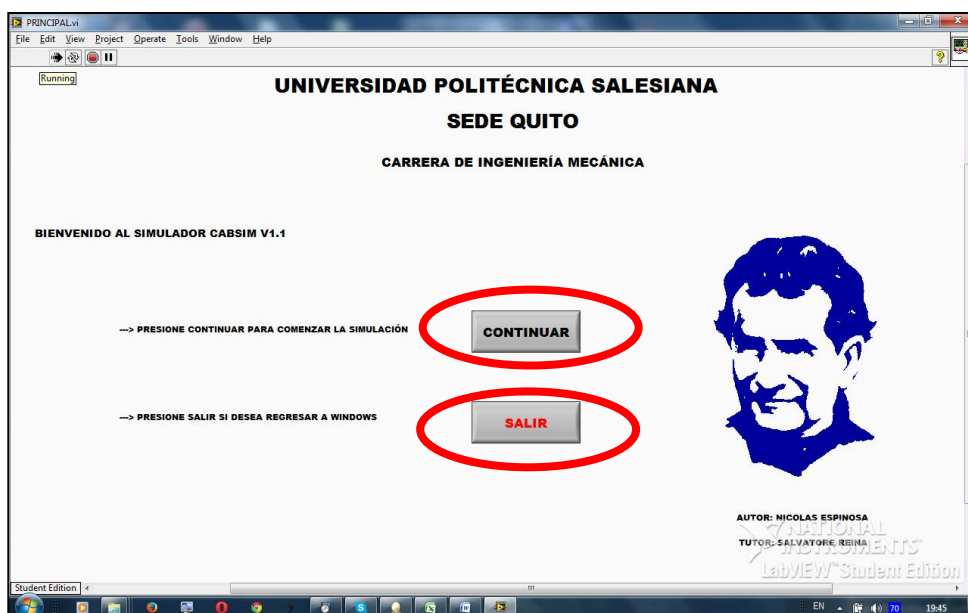 PRINCIPAL.vi
File Edit View Project Operate Tools Window Help
Running
UNIVERSIDAD POLITÉCNICA SALESIANA
SEDE QUITO
CARRERA DE INGENIERÍA MECÁNICA
BIENVENIDO AL SIMULADOR CABSIM V1.1
---> PRESIONE CONTINUAR PARA COMENZAR LA SIMULACIÓN
CONTINUAR
---> PRESIONE SALIR SI DESEA REGRESAR A WINDOWS
SALIR
AUTOR: NICOLAS ESPINOSA
NATIONAL
TUTOR: SALVATORE REINA
INSTRUMENTS
LabVIEW™ Student Edition
Student Edition
EN 70 19:45